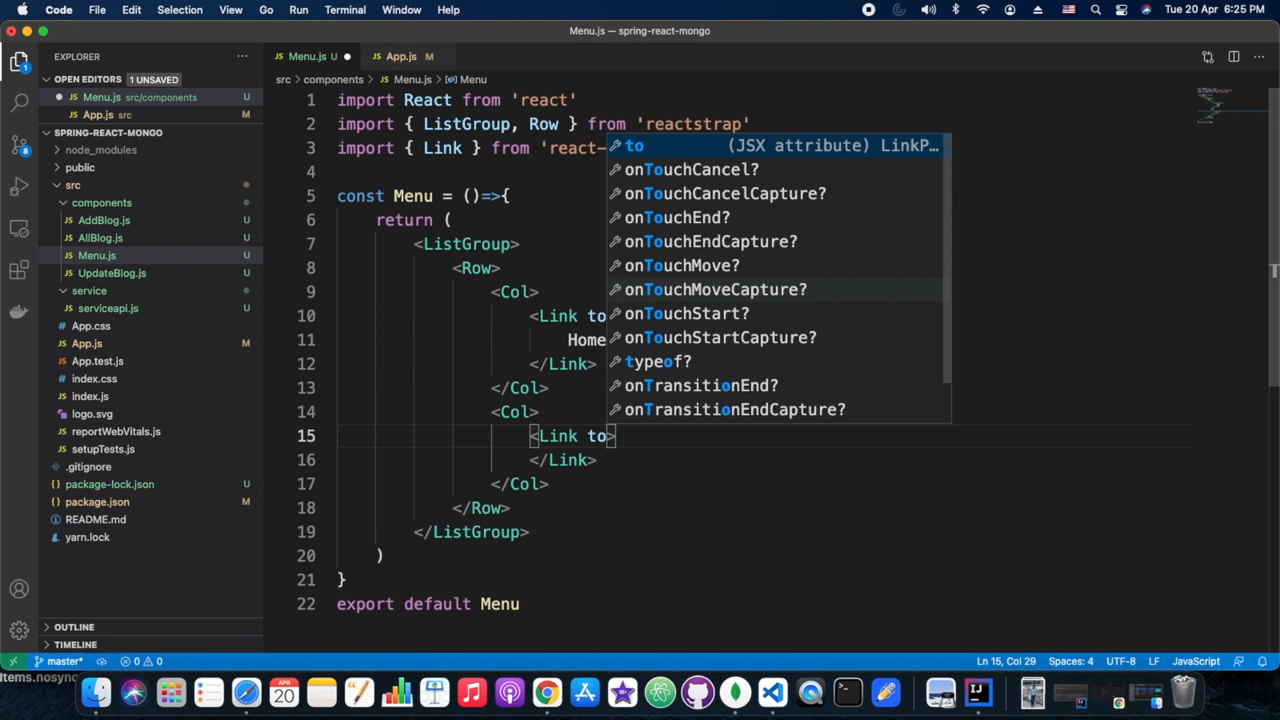 Code File Edit Selection View Go Run Terminal Window Help Tue 20 Apr 6:25 PM
Menu.js — spring-react-mongo
EXPLORER
Menu.js U
App.js M
OPEN EDITORS 1 UNSAVED
src > components > Menu.js > Menu
Menu.js src/components U
App.js src M
SPRING-REACT-MONGO
node_modules
public
src
components
AddBlog.js U
AllBlog.js U
Menu.js U
UpdateBlog.js U
service
serviceapi.js U
App.css
App.js M
App.test.js
index.css
index.js
logo.svg
reportWebVitals.js
setupTests.js
.gitignore
package-lock.json U
package.json M
README.md
yarn.lock
OUTLINE
TIMELINE
1 import React from 'react'
2 import { ListGroup, Row } from 'reactstrap'
3 import { Link } from 'react-
4
5 const Menu = ()=>{
6 return (
7 <ListGroup>
8 <Row>
9 <Col>
10 <Link to
11 Home
12 </Link>
13 </Col>
14 <Col>
15 <Link to>
16 </Link>
17 </Col>
18 </Row>
19 </ListGroup>
20 )
21 }
22 export default Menu
to (JSX attribute) LinkP…
onTouchCancel?
onTouchCancelCapture?
onTouchEnd?
onTouchEndCapture?
onTouchMove?
onTouchMoveCapture?
onTouchStart?
onTouchStartCapture?
typeof?
onTransitionEnd?
onTransitionEndCapture?
master* 0 0 Ln 15, Col 29 Spaces: 4 UTF-8 LF JavaScript
Items.nosync